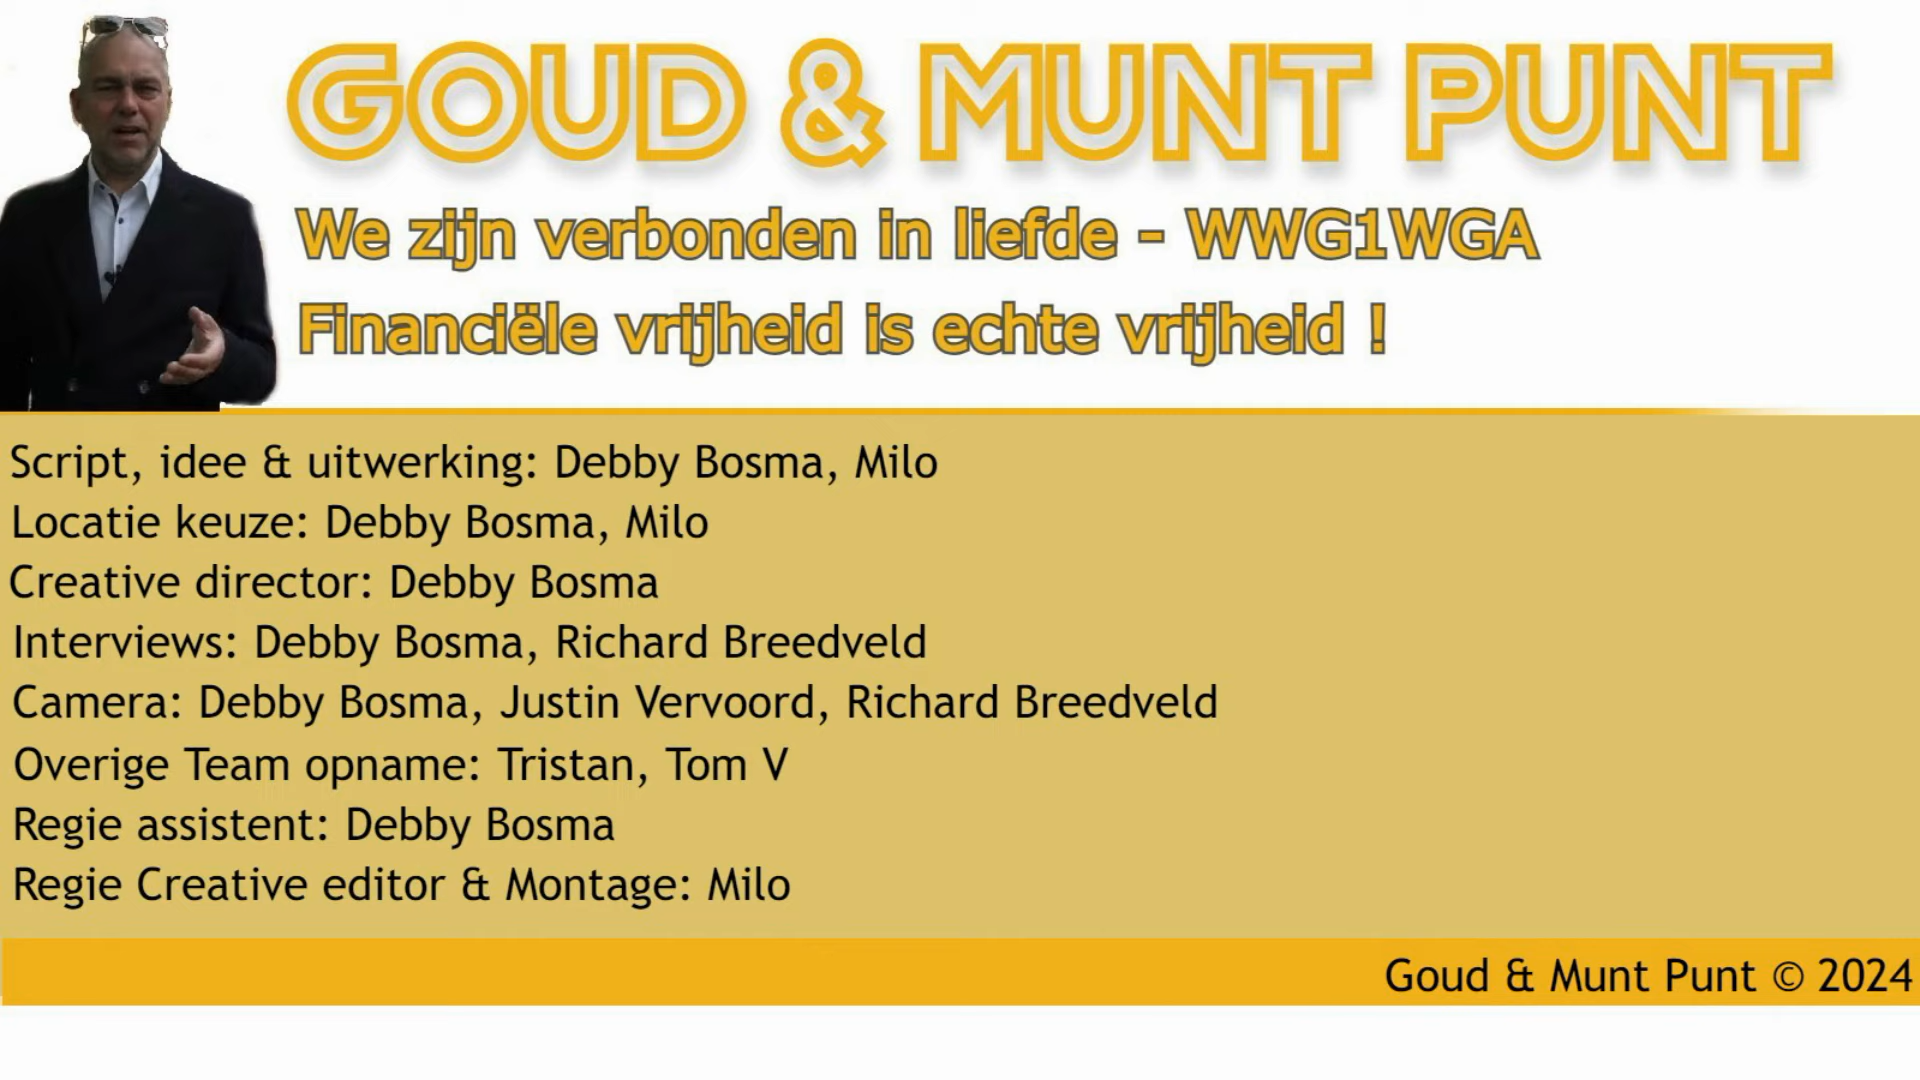 GOUD & MUNT PUNT
We zijn verbonden in liefde - WWG1WGA
Financiële vrijheid is echte vrijheid !
Script, idee & uitwerking: Debby Bosma, Milo
Locatie keuze: Debby Bosma, Milo
Creative director: Debby Bosma
Interviews: Debby Bosma, Richard Breedveld
Camera: Debby Bosma, Justin Vervoord, Richard Breedveld
Overige Team opname: Tristan, Tom V
Regie assistent: Debby Bosma
Regie Creative editor & Montage: Milo
Goud & Munt Punt © 2024